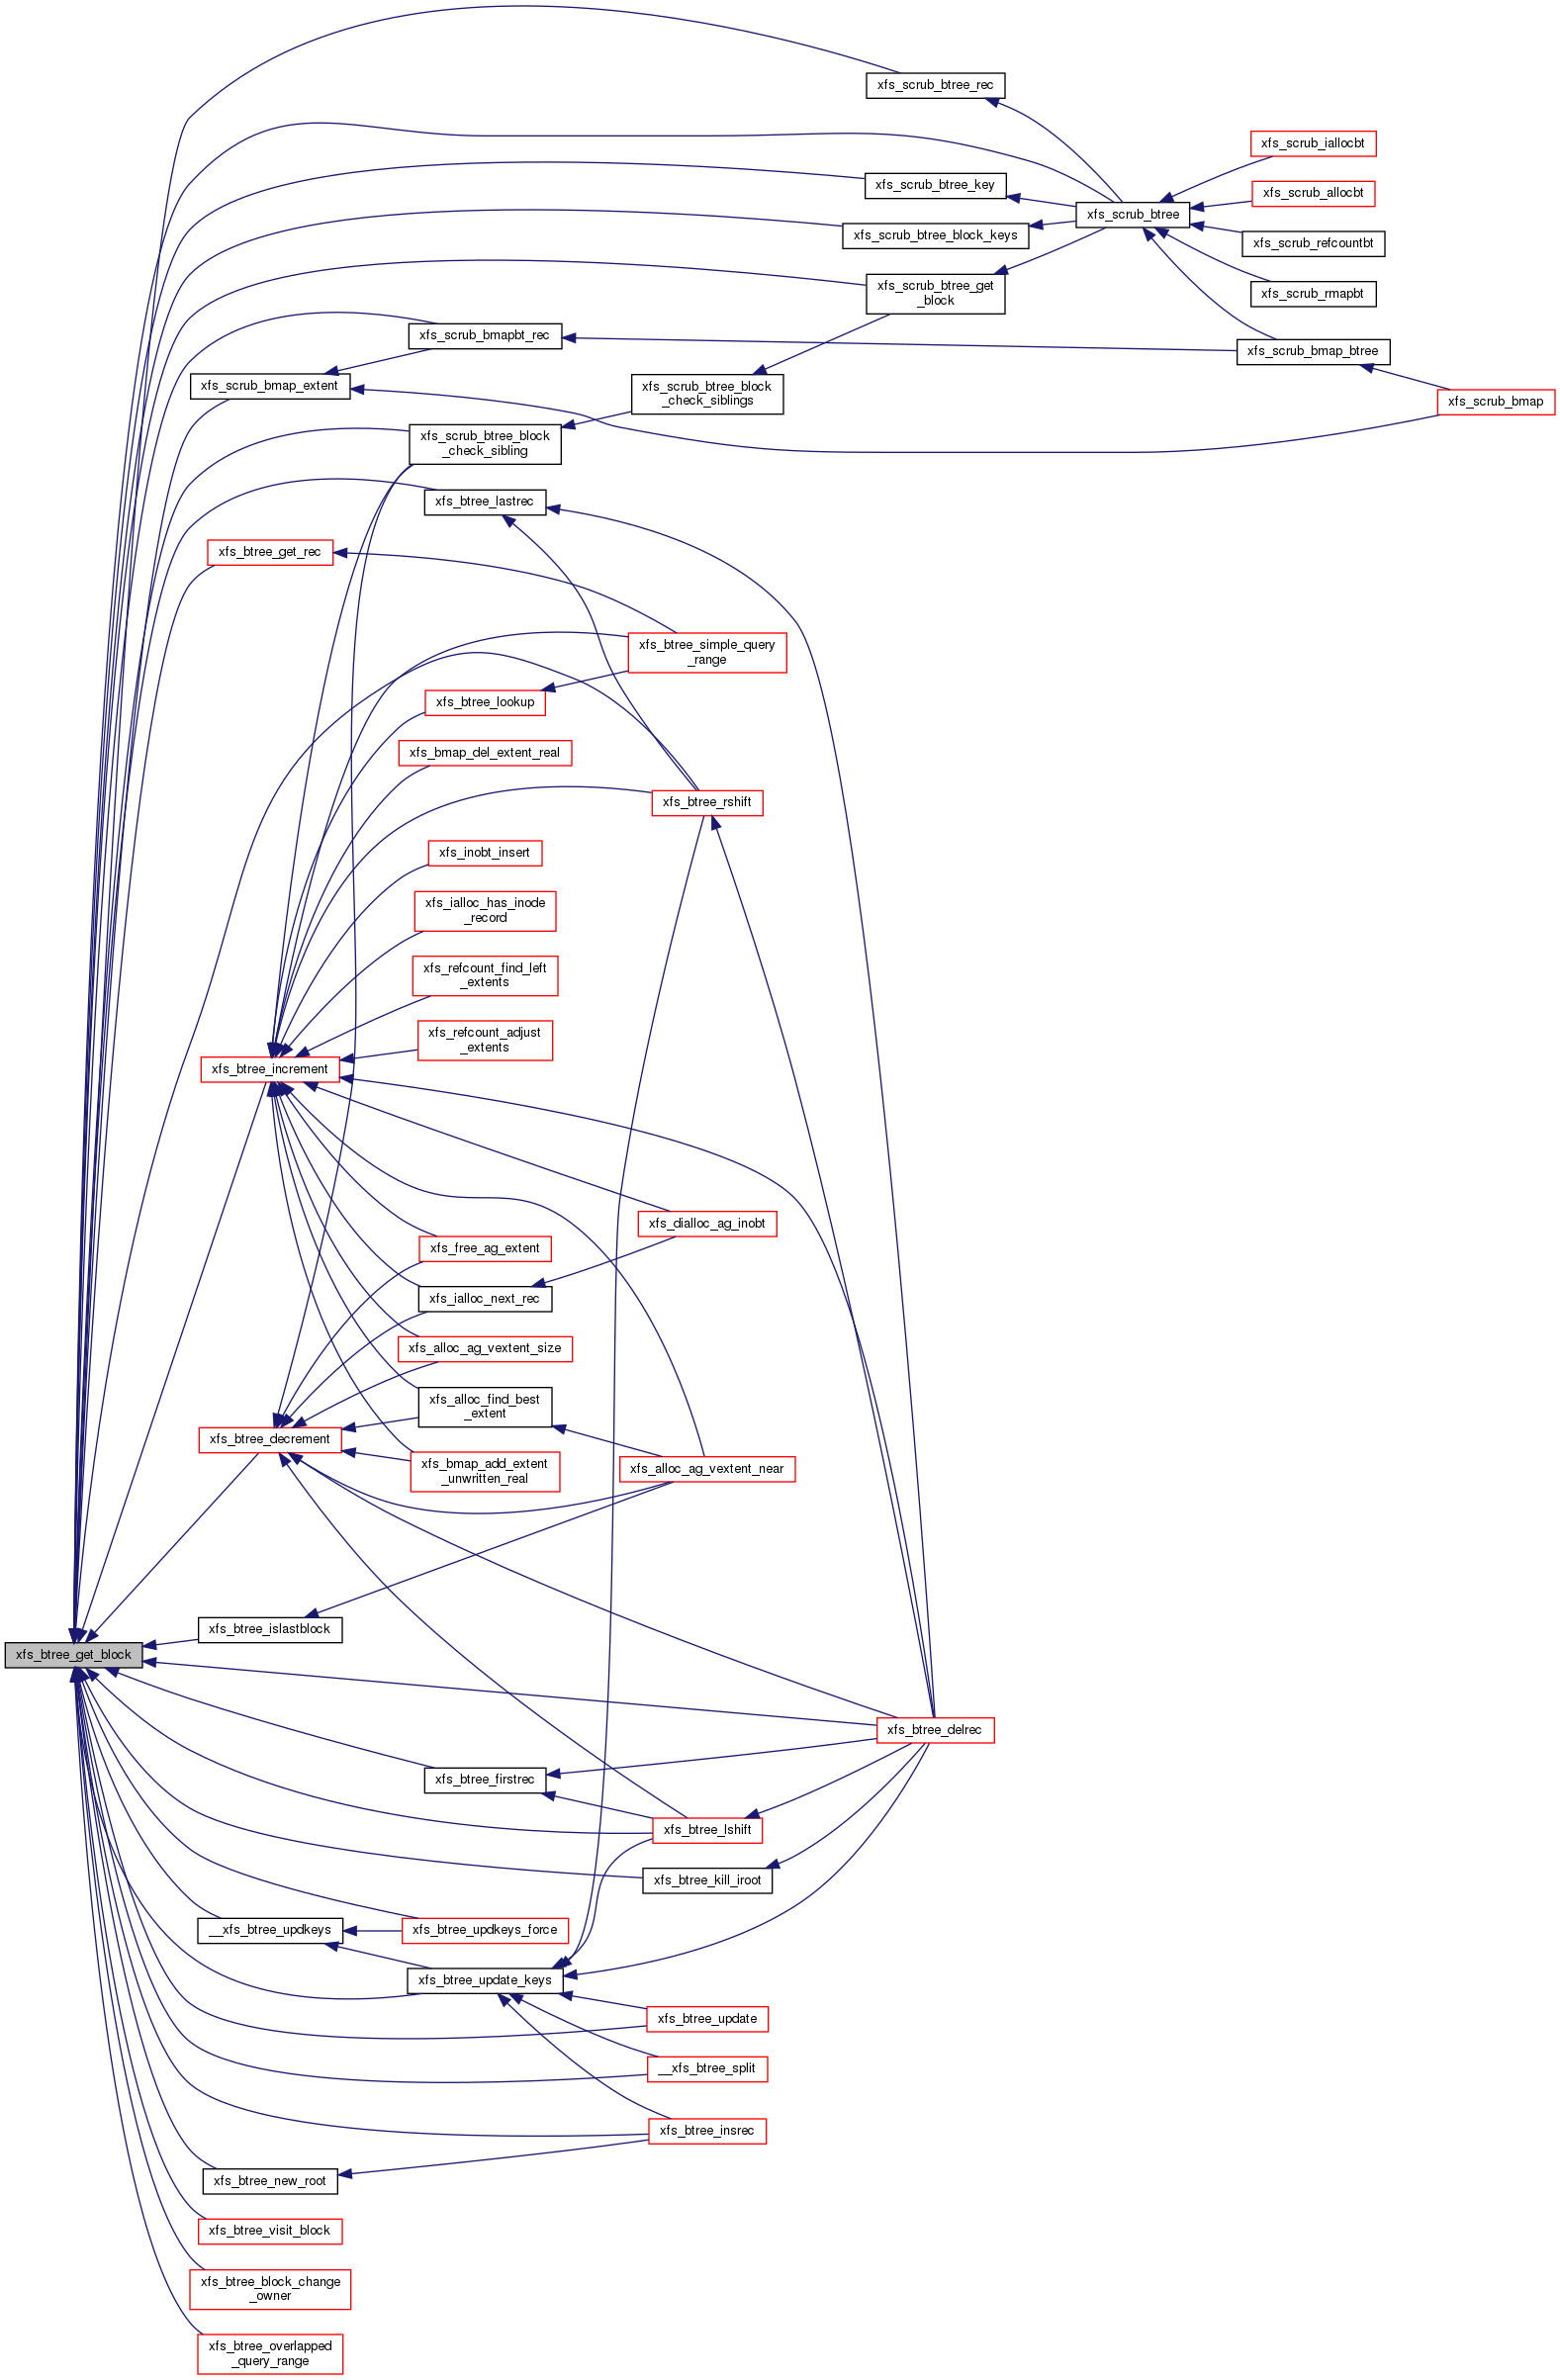 xfs_scrub_btree_rec
xfs_scrub_iallocbt
xfs_scrub_btree_key
xfs_scrub_allocbt
xfs_scrub_btree
xfs_scrub_btree_block_keys
xfs_scrub_refcountbt
xfs_scrub_btree_get
_block
xfs_scrub_rmapbt
xfs_scrub_bmapbt_rec
xfs_scrub_bmap_btree
xfs_scrub_bmap_extent
xfs_scrub_btree_block
_check_siblings
xfs_scrub_bmap
xfs_scrub_btree_block
_check_sibling
xfs_btree_lastrec
xfs_btree_get_rec
xfs_btree_simple_query
_range
xfs_btree_lookup
xfs_bmap_del_extent_real
xfs_btree_rshift
xfs_inobt_insert
xfs_ialloc_has_inode
_record
xfs_refcount_find_left
_extents
xfs_refcount_adjust
_extents
xfs_btree_increment
xfs_dialloc_ag_inobt
xfs_free_ag_extent
xfs_ialloc_next_rec
xfs_alloc_ag_vextent_size
xfs_alloc_find_best
_extent
xfs_btree_decrement
xfs_bmap_add_extent
_unwritten_real
xfs_alloc_ag_vextent_near
xfs_btree_islastblock
xfs_btree_get_block
xfs_btree_delrec
xfs_btree_firstrec
xfs_btree_lshift
xfs_btree_kill_iroot
__xfs_btree_updkeys
xfs_btree_updkeys_force
xfs_btree_update_keys
xfs_btree_update
__xfs_btree_split
xfs_btree_insrec
xfs_btree_new_root
xfs_btree_visit_block
xfs_btree_block_change
_owner
xfs_btree_overlapped
_query_range